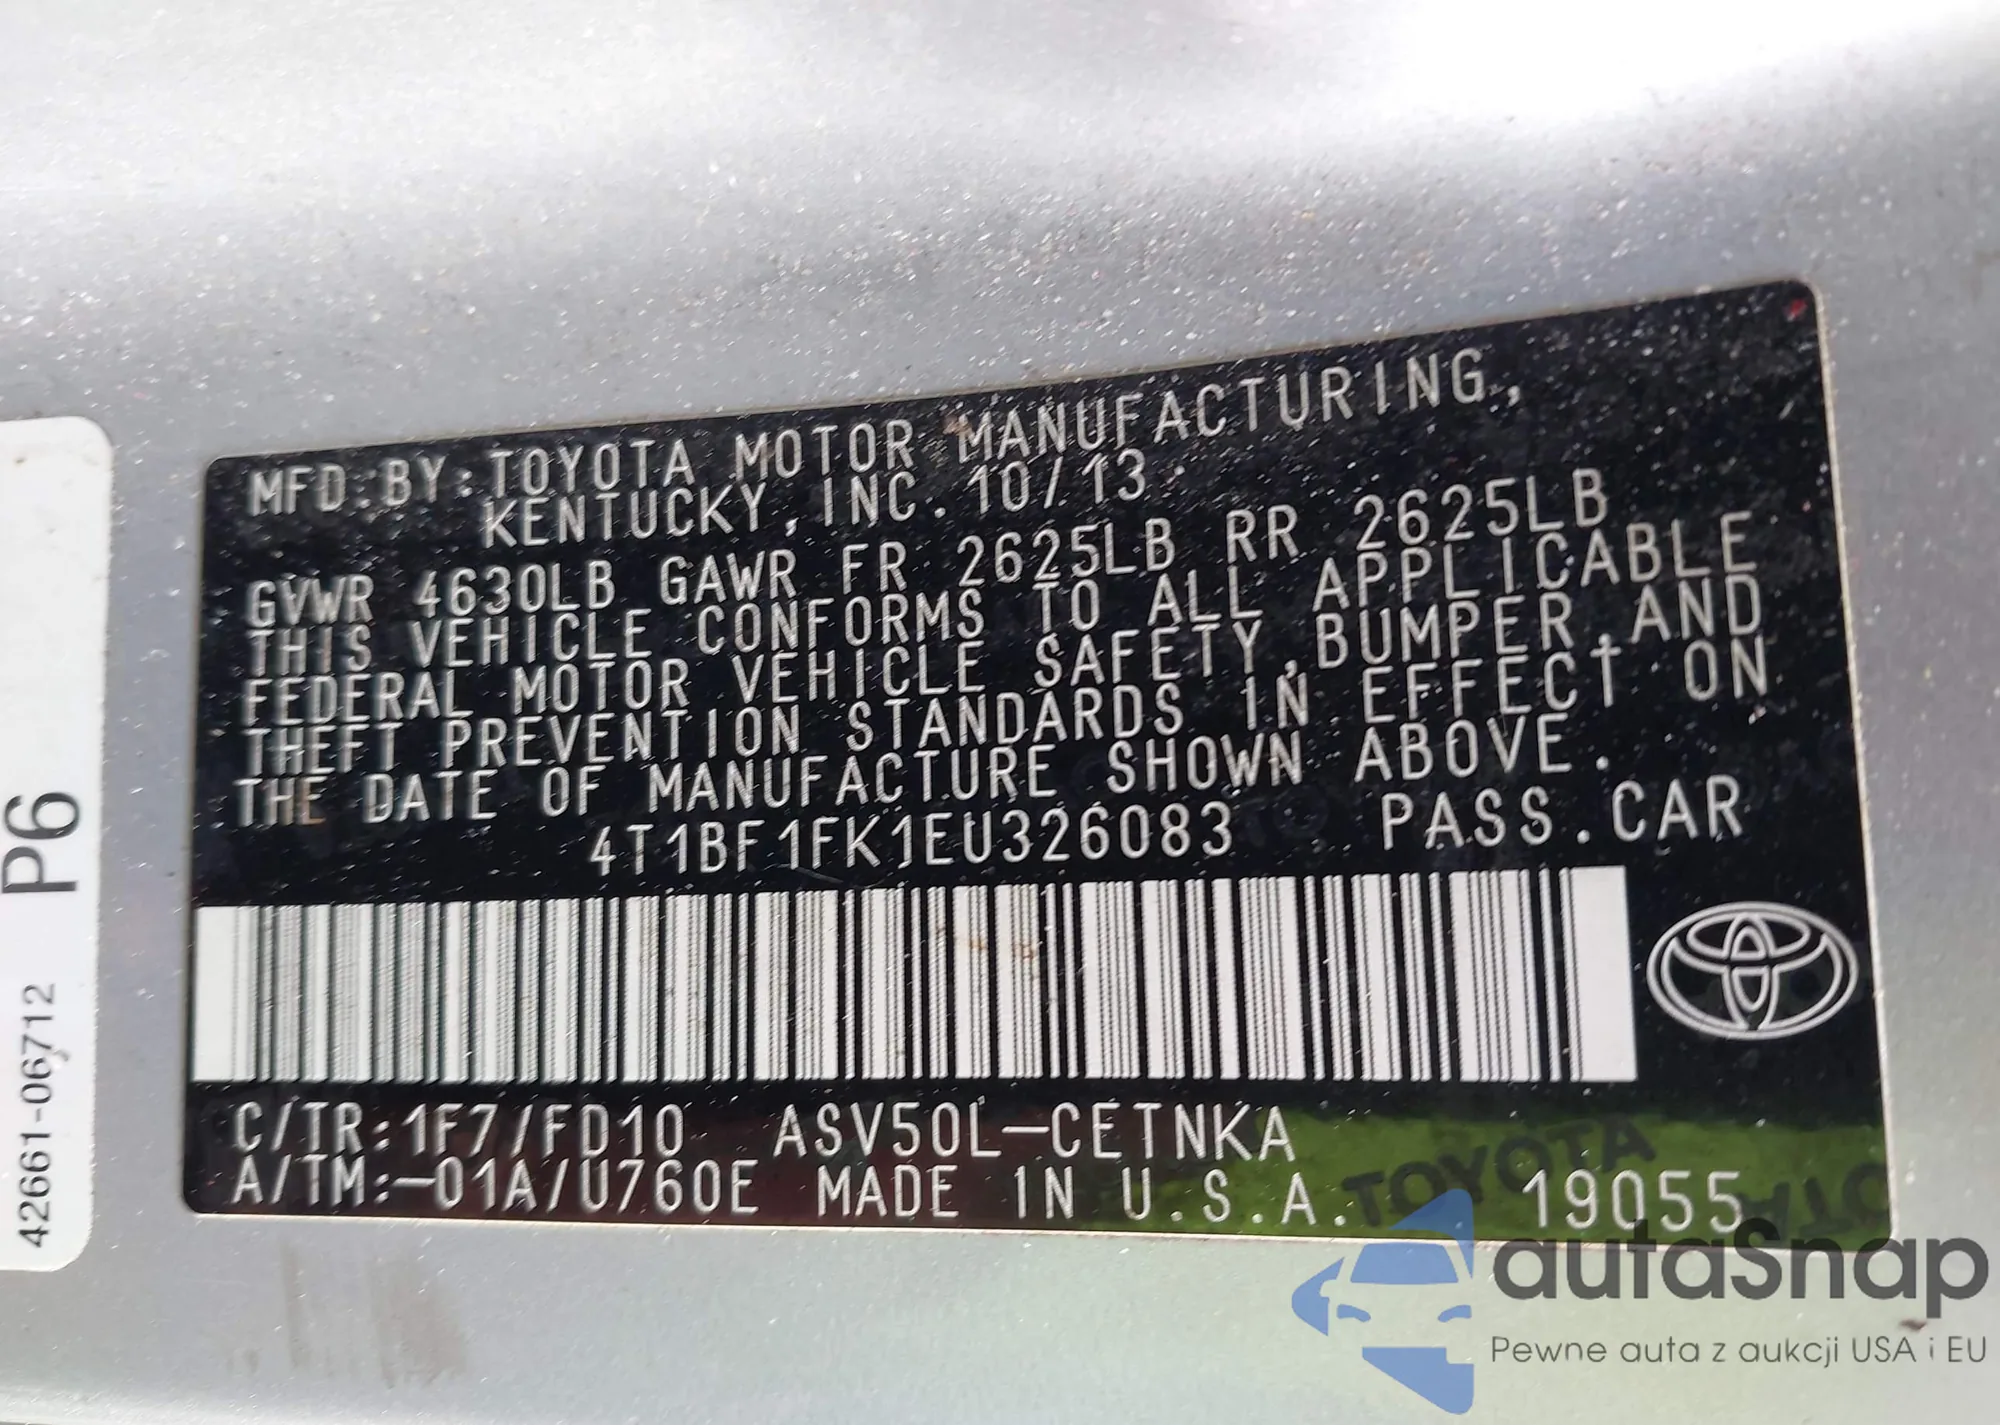 MFD.BY:TOYOTA MOTOR MANUFACTURING,
KENTUCKY, INC. 10/13
GVWR 4630LB GAWR FR 2625LB RR 2625LB
THIS VEHICLE CONFORMS TO ALL APPLICABLE
FEDERAL MOTOR VEHICLE SAFETY,BUMPER,AND
THEFT PREVENTION STANDARDS IN EFFECT ON
THE DATE OF MANUFACTURE SHOWN ABOVE.
4T1BF1FK1EU326083 PASS.CAR
C/TR:1F7/FD10 ASV50L-CETNKA
A/TM:-01A/U760E MADE IN U.S.A. 19055
TOYOTA
P6
42661-06712
autaSnap
Pewne auta z aukcji USA i EU